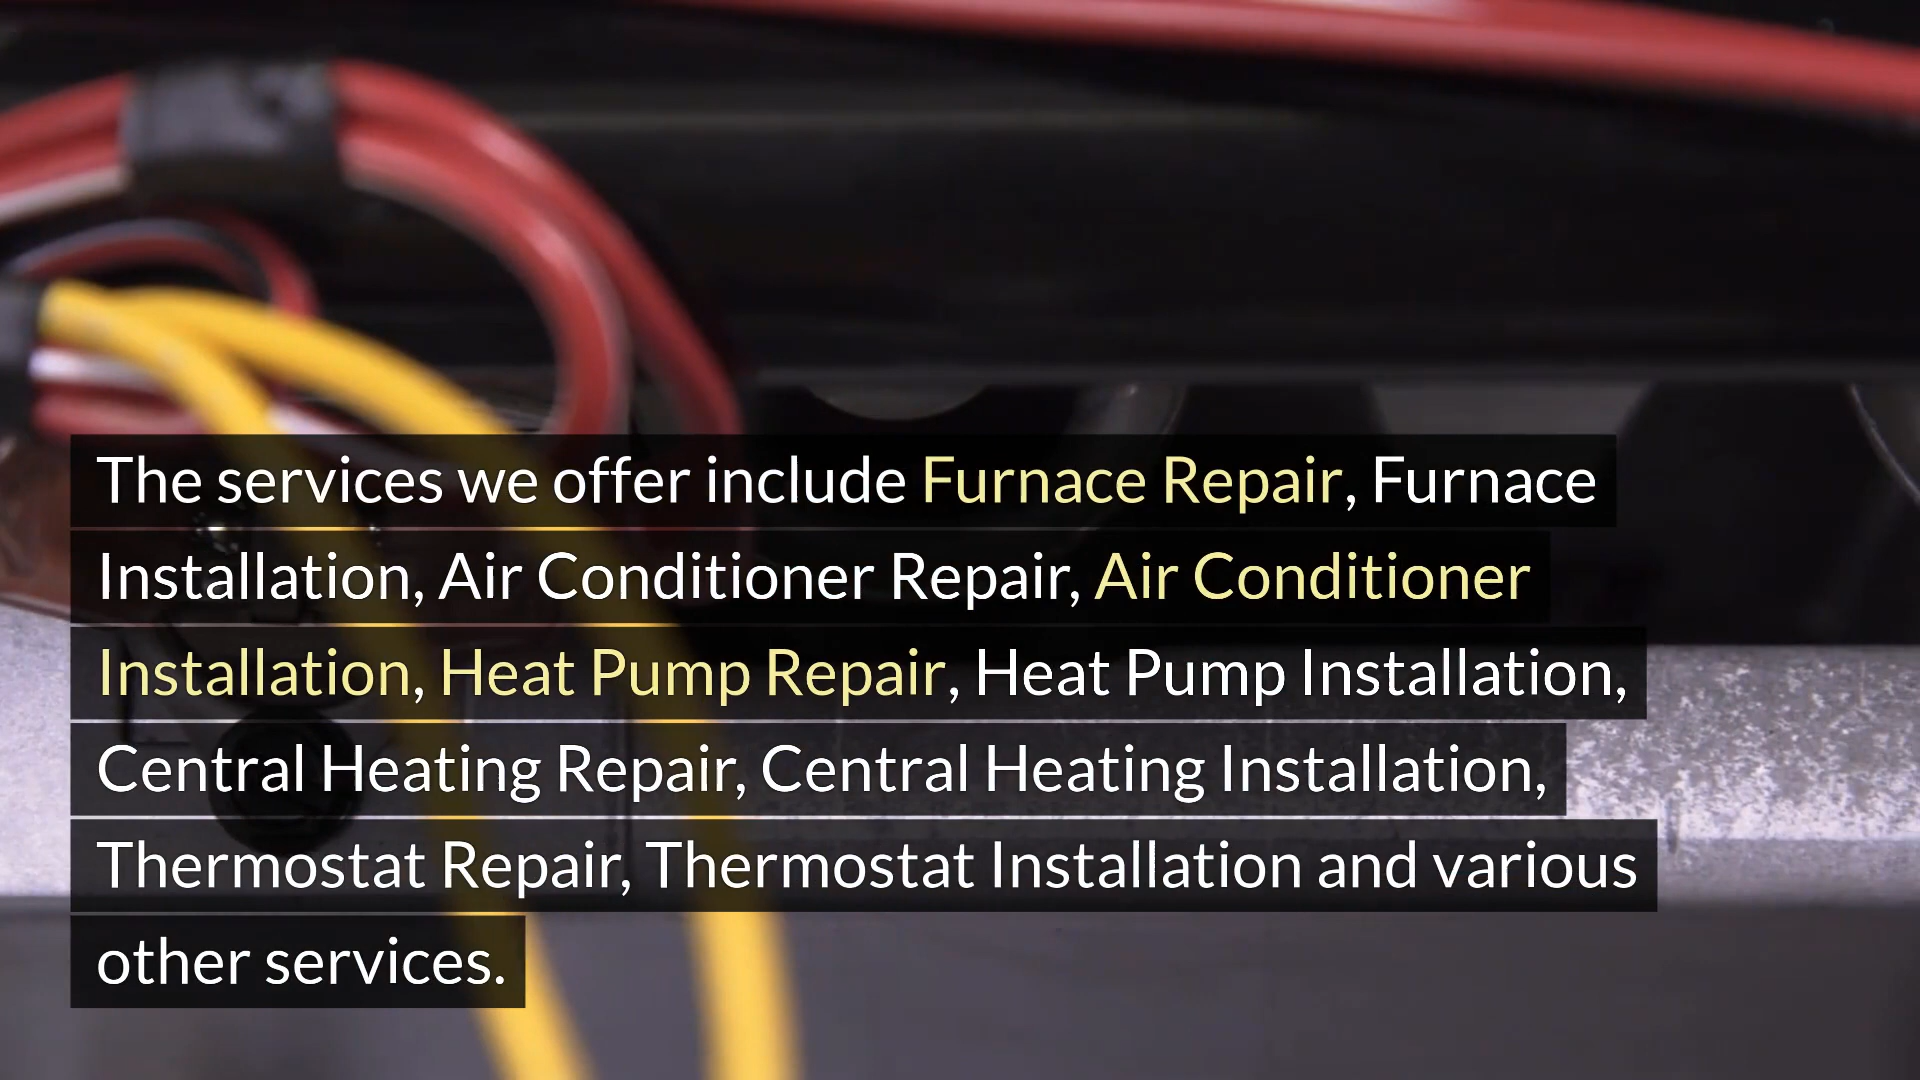 The services we offer include Furnace Repair, Furnace
Installation, Air Conditioner Repair, Air Conditioner
Installation, Heat Pump Repair, Heat Pump Installation,
Central Heating Repair, Central Heating Installation,
Thermostat Repair, Thermostat Installation and various
other services.